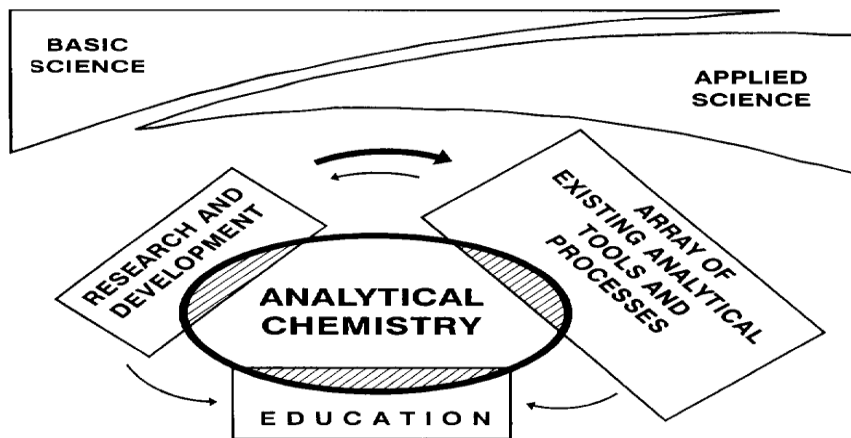 BASIC
SCIENCE
APPLIED
SCIENCE
RESEARCH AND
DEVELOPMENT
ARRAY OF
EXISTING ANALYTICAL
TOOLS AND
PROCESSES
ANALYTICAL
CHEMISTRY
EDUCATION